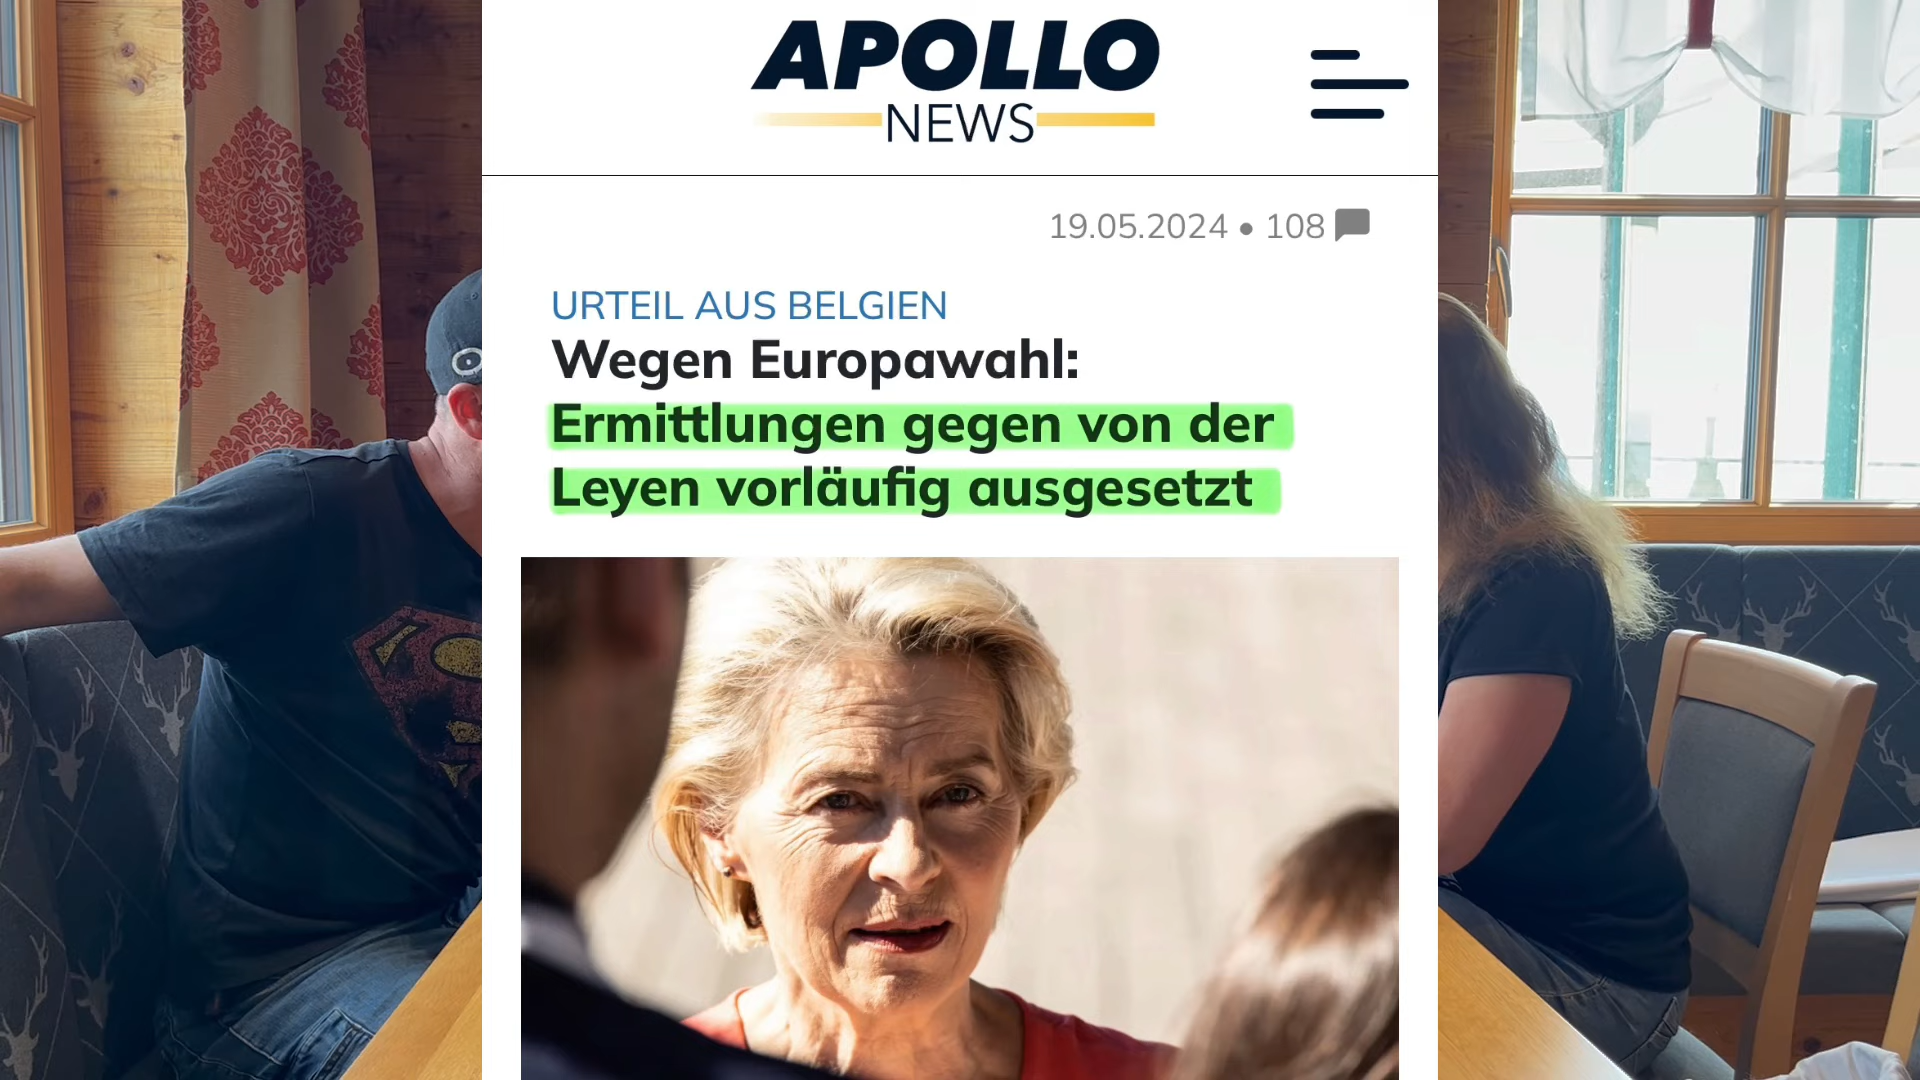 APOLLO
NEWS
19.05.2024 • 108
URTEIL AUS BELGIEN
Wegen Europawahl:
Ermittlungen gegen von der
Leyen vorläufig ausgesetzt